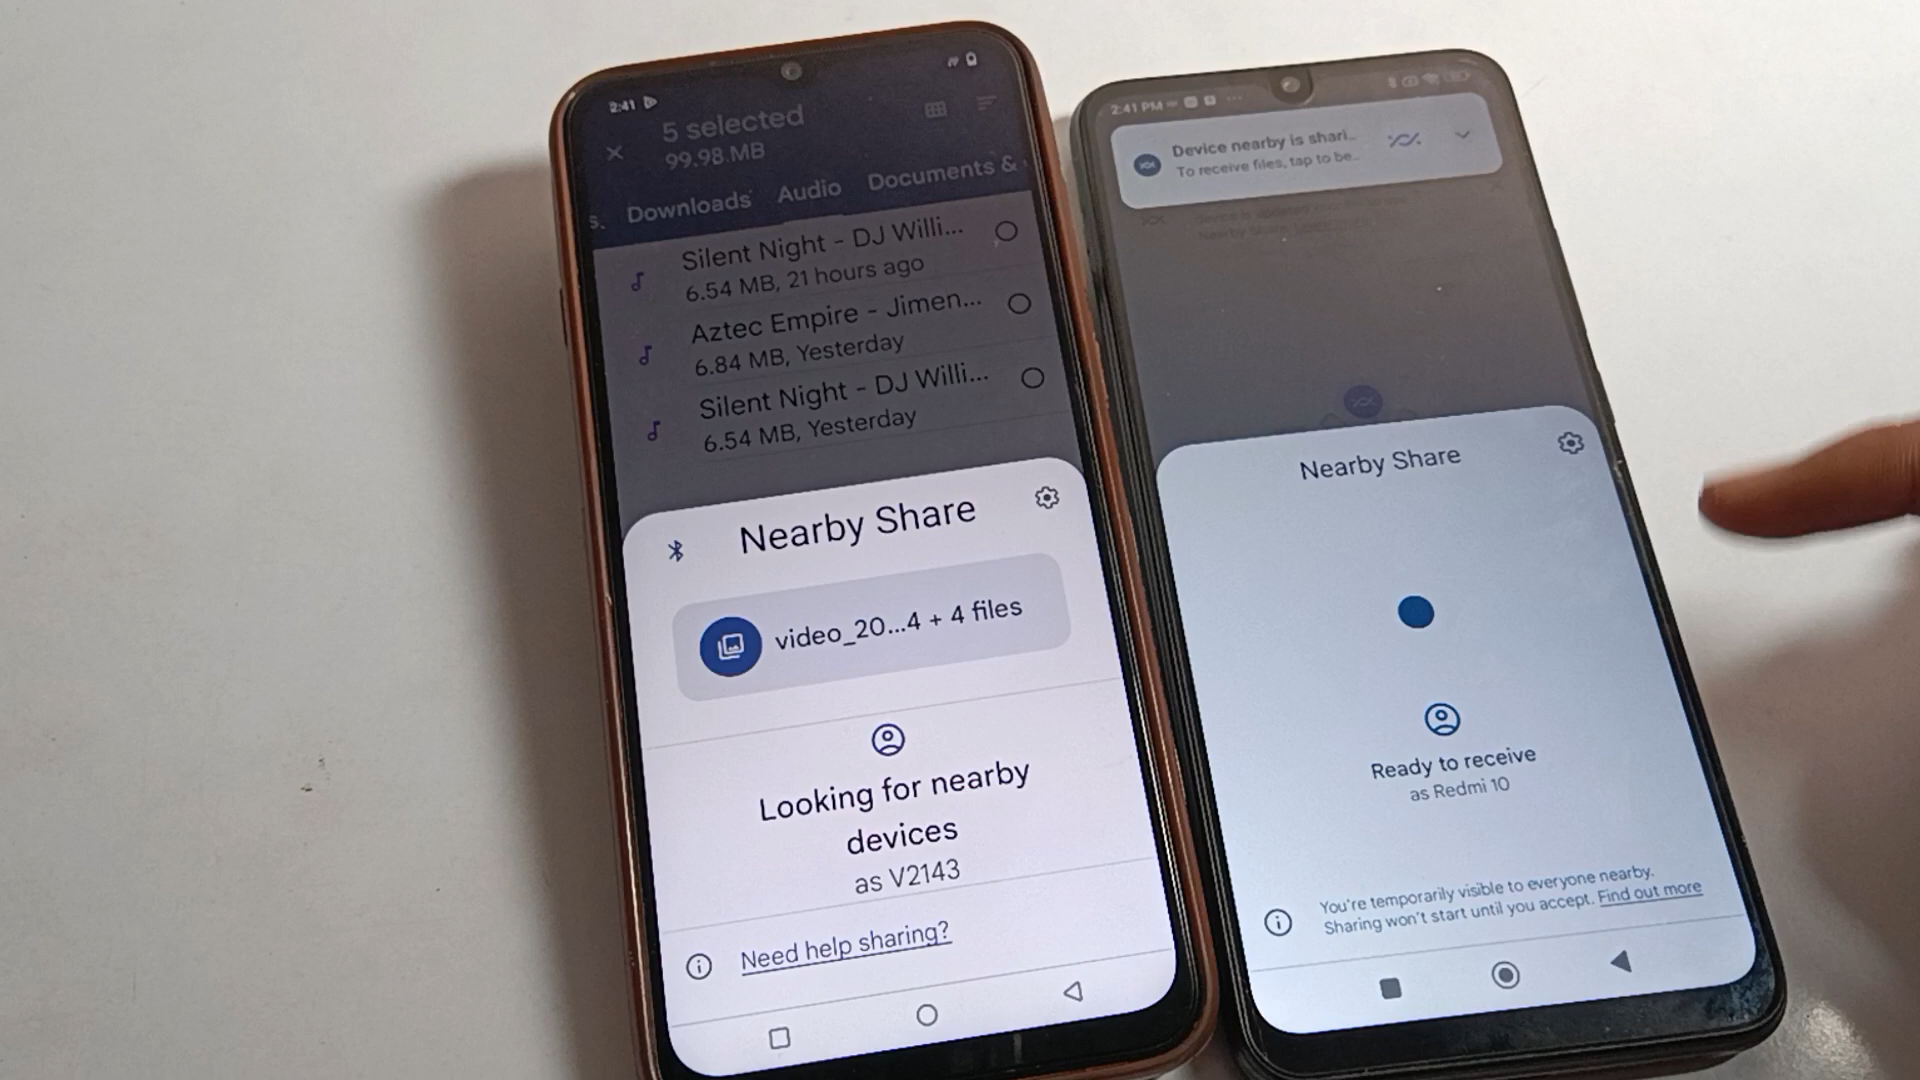 2:41
5 selected
99.98 MB
s.
Downloads
Audio
Documents &
Silent Night - DJ Willi...
6.54 MB, 21 hours ago
Aztec Empire - Jimen...
6.84 MB, Yesterday
Silent Night - DJ Willi...
6.54 MB, Yesterday
Nearby Share
video_20...4 + 4 files
Looking for nearby
devices
as V2143
Need help sharing?
2:41 PM
Device nearby is shari...
To receive files, tap to be...
Nearby Share
Ready to receive
as Redmi 10
You're temporarily visible to everyone nearby.
Sharing won't start until you accept. Find out more